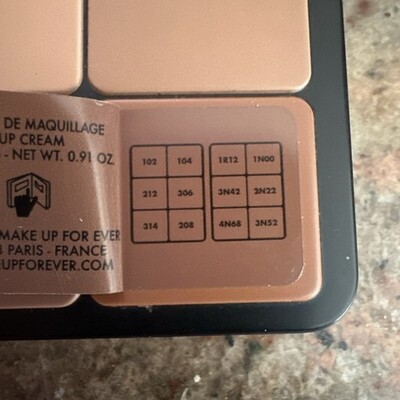 DE MAQUILLAGE
UP CREAM
- NET WT. 0.91 OZ.
MAKE UP FOR EVER
PARIS - FRANCE
UPFOREVER.COM
102 104 1R12 1N00
212 306 3N42 2N22
314 208 4N68 3N52